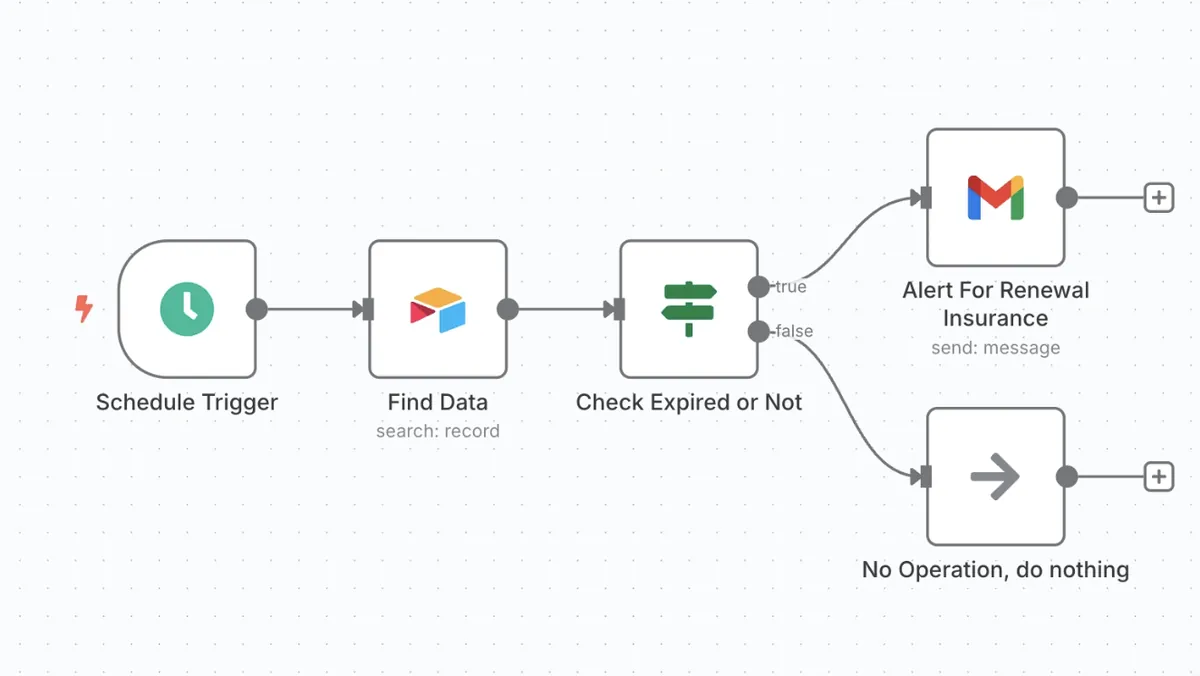 Schedule Trigger
Find Data
search: record
Check Expired or Not
true
false
Alert For Renewal
Insurance
send: message
No Operation, do nothing